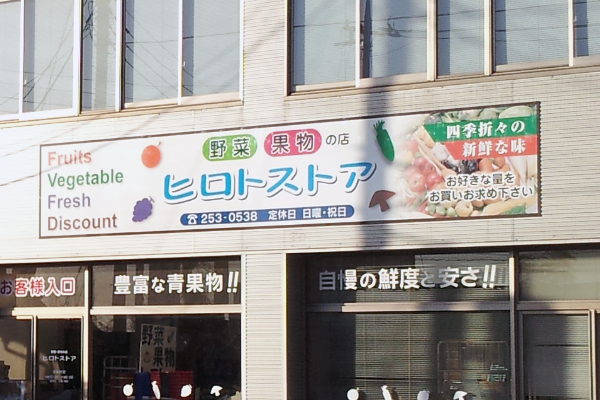 Fruits
Vegetable
Fresh
Discount
野菜 果物の店
ヒロトストア
☎253-0538 定休日 日曜・祝日
四季折々の
新鮮な味
お好きな量を
お買いお求め下さい
お客様入口
豊富な青果物!!
自慢の鮮度と安さ!!
野菜
果
ヒロトストア